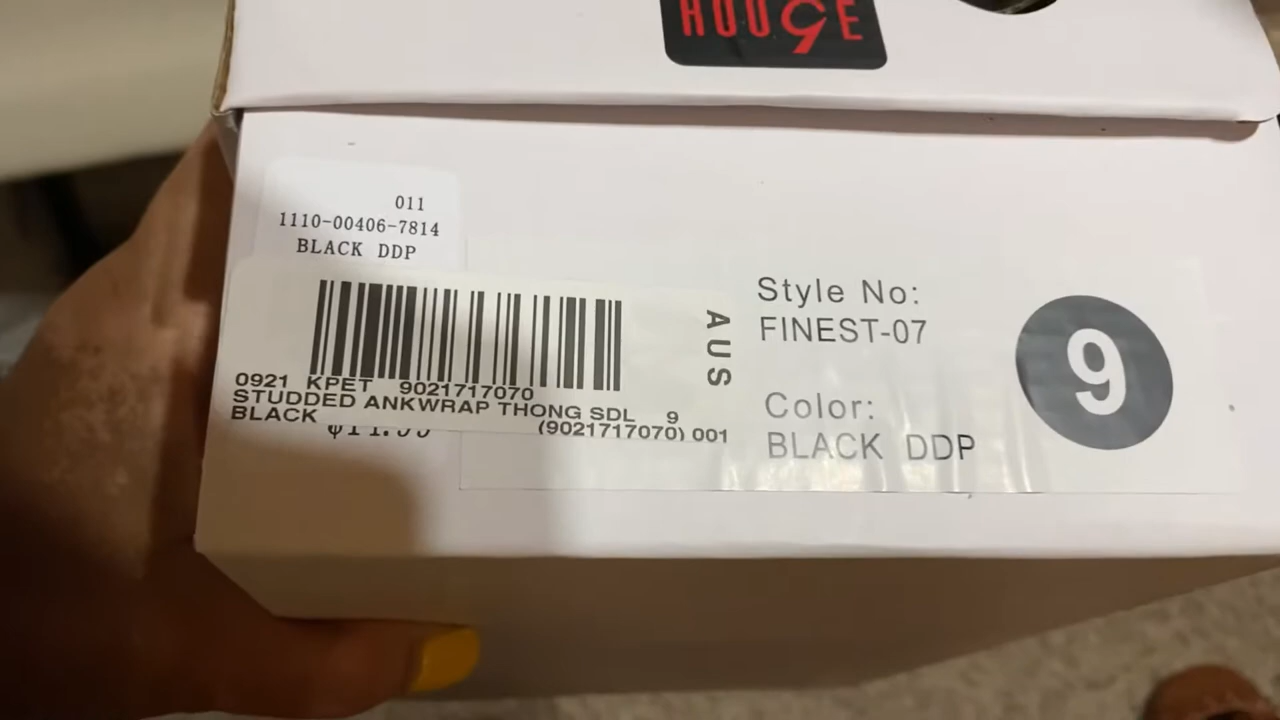 011
1110-00406-7814
BLACK DDP
0921 KPET 9021717070
STUDDED ANKWRAP THONG SDL 9
BLACK (9021717070) 001
AUS
Style No:
FINEST-07
Color:
BLACK DDP
9